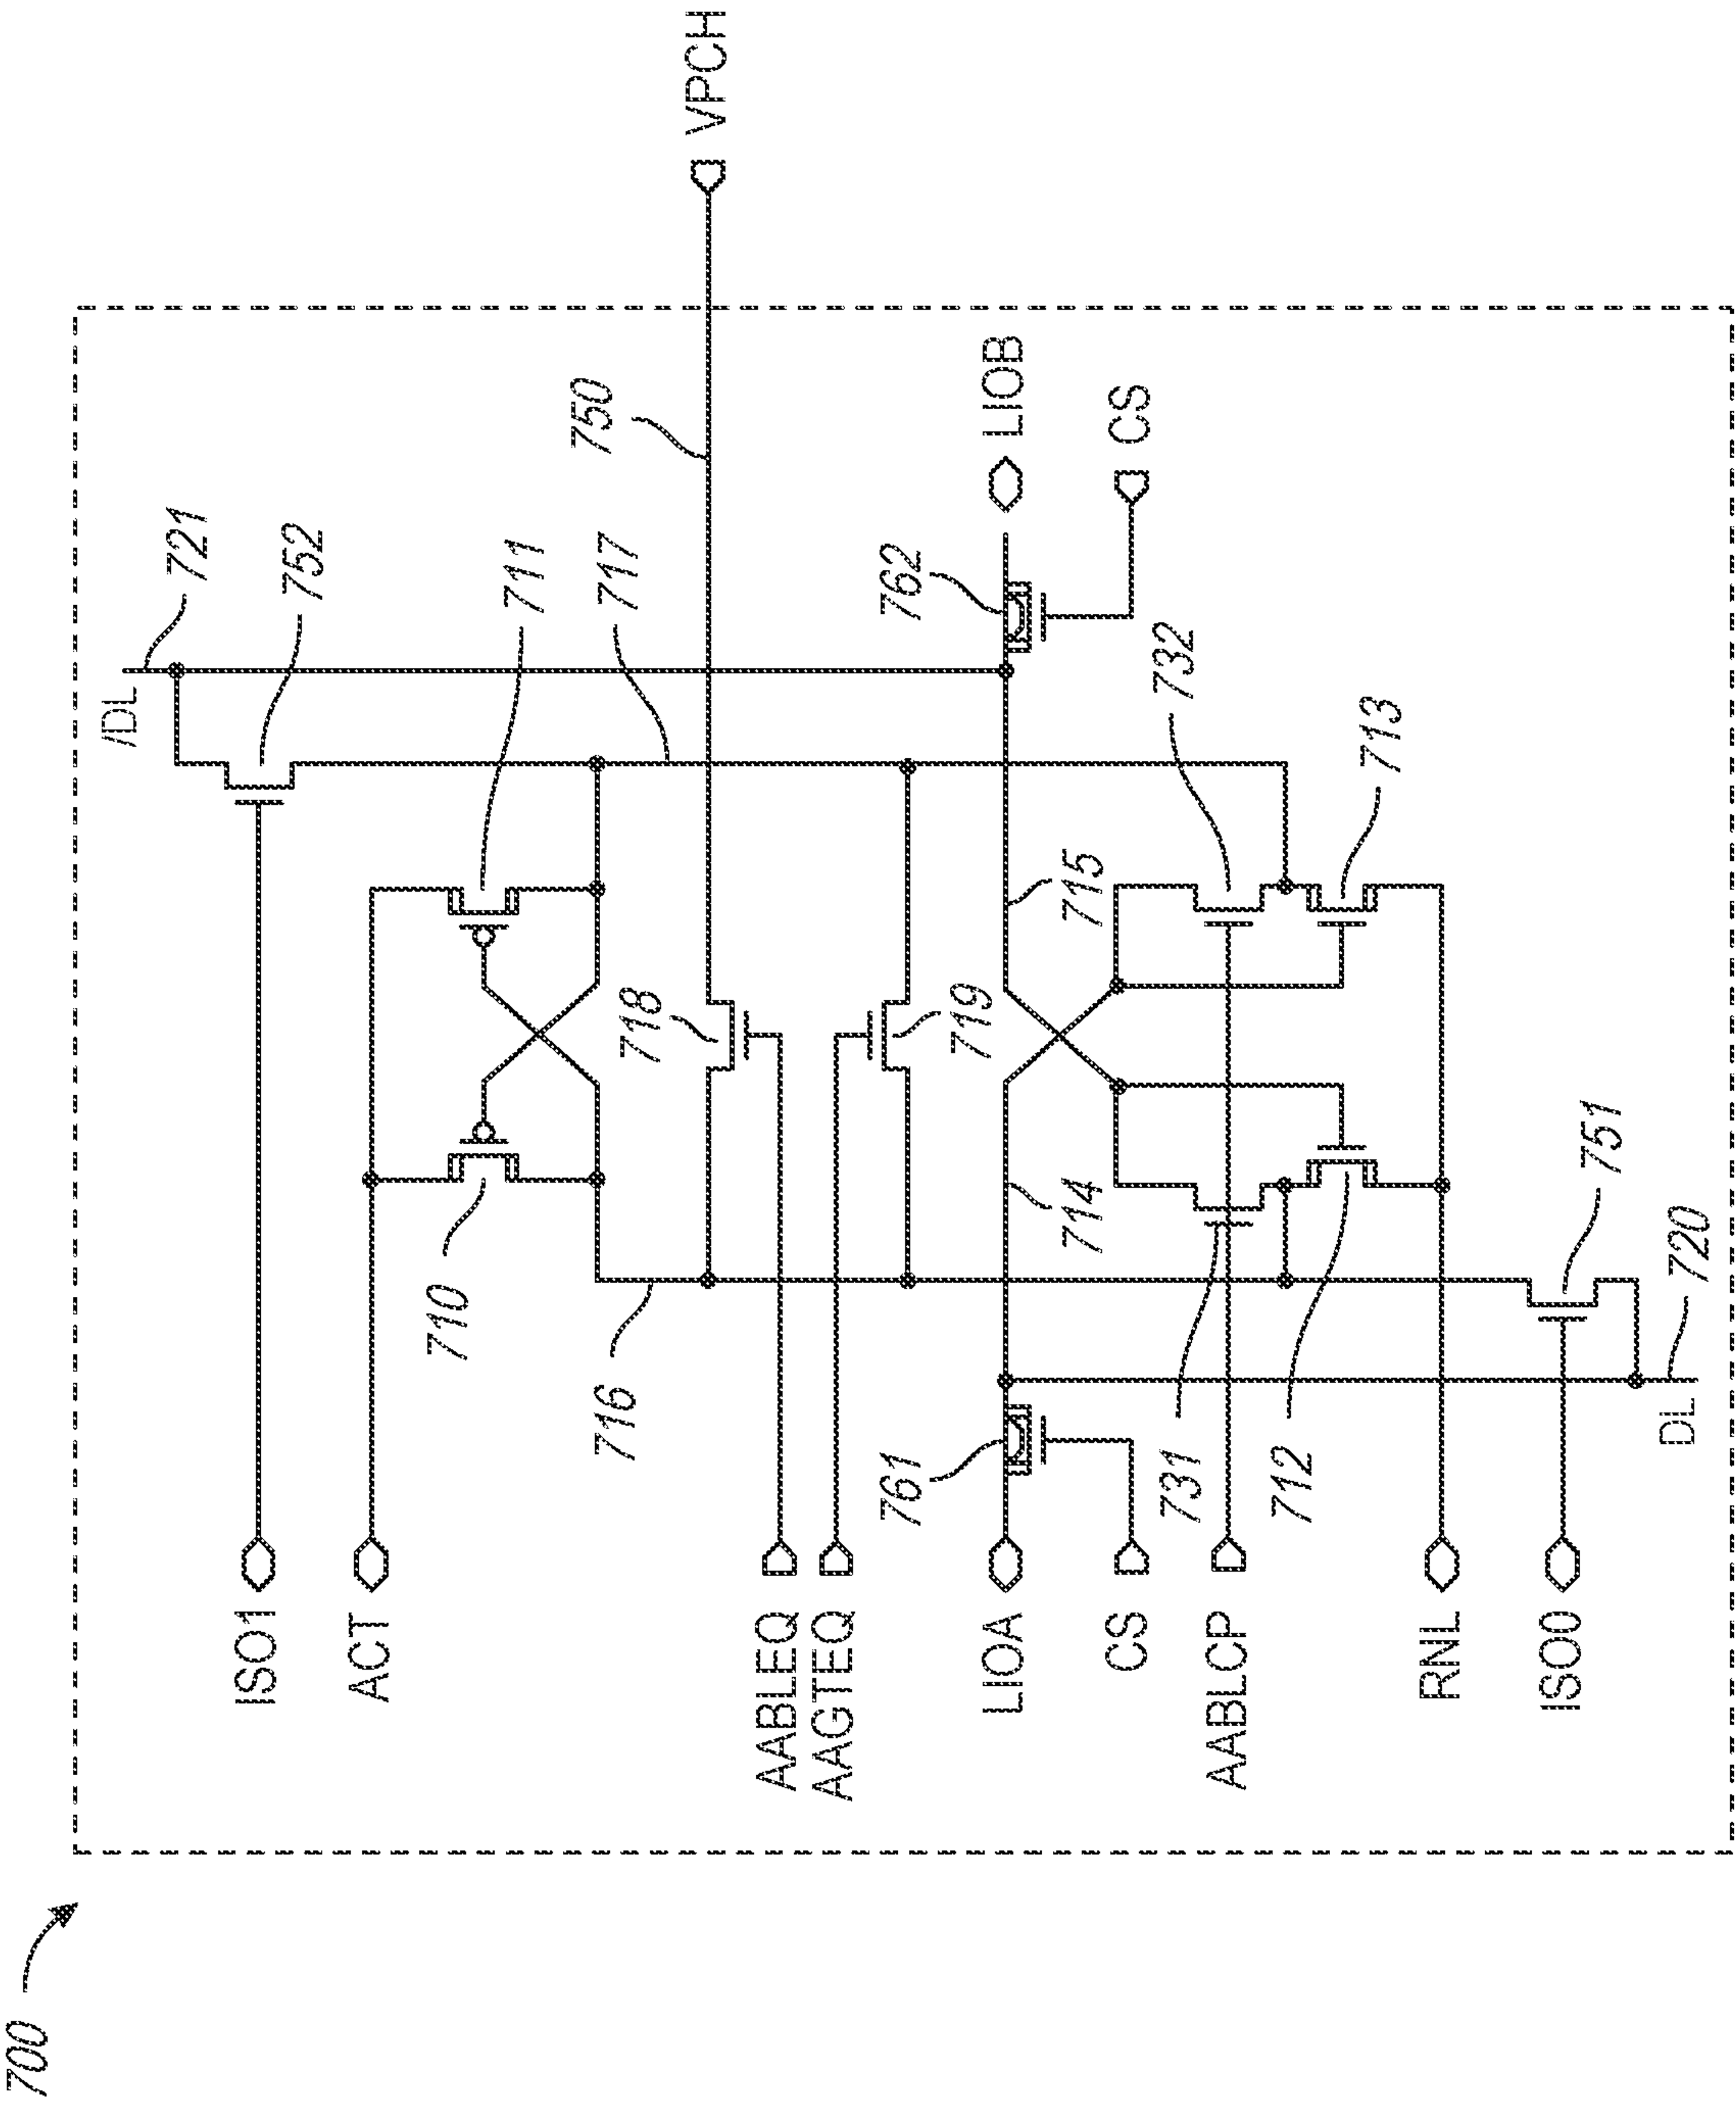 700
ISO1
ACT
AABLEQ
AAGTEQ
LIOA
CS
AABLCP
RNL
ISO0
/DL
721
752
711
717
750
VPCH
710
716
718
719
762
LIOB
CS
761
714
715
732
713
731
712
751
720
DL